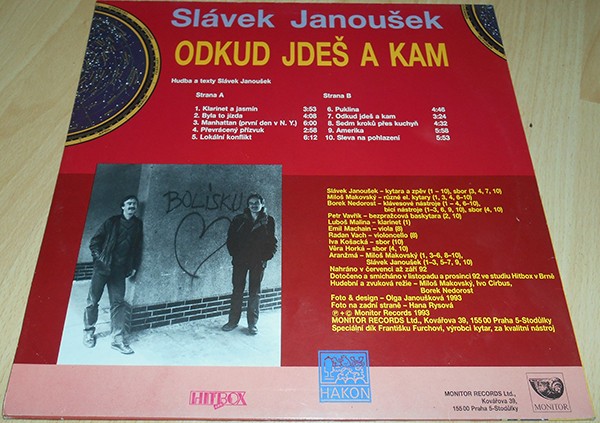 Slávek Janoušek
ODKUD JDEŠ A KAM
Hudba a texty Slávek Janoušek
Strana A
1. Klarinet a jasmín 3:53
2. Byla to jízda 4:08
3. Manhattan (první den v N. Y.) 6:00
4. Převrácený přízvuk 2:58
5. Lokální konflikt 6:12
Strana B
6. Puklina 4:46
7. Odkud jdeš a kam 3:24
8. Sedm kroků přes kuchyň 4:32
9. Amerika 5:58
10. Sleva na pohlazení 5:53
BOLÍSKU
Slávek Janoušek – kytara a zpěv (1 – 10), sbor (3, 4, 7, 10)
Miloš Makovský – různé el. kytary (1, 3, 4, 6–10)
Borek Nedorost – klávesové nástroje (1 – 4, 6–10),
bicí nástroje (1–3, 6, 9, 10), sbor (4, 10)
Petr Vavřík – bezpražcová baskytara (2, 10)
Luboš Malina – klarinet (1)
Emil Machain – viola (8)
Radan Vach – violoncello (8)
Iva Košacká – sbor (10)
Věra Horká – sbor (4, 10)
Aranžmá – Miloš Makovský (1, 3–6, 8–10),
Slávek Janoušek (1–3, 5–7, 9, 10)
Nahráno v červenci až září 92
Dotočeno a smícháno v listopadu a prosinci 92 ve studiu Hitbox v Brně
Hudební a zvuková režie – Miloš Makovský, Ivo Cirbus,
Borek Nedorost
Foto & design – Olga Janoušková 1993
Foto na zadní straně – Hana Rysová
℗ + © Monitor Records 1993
MONITOR RECORDS Ltd., Kovářova 39, 155 00 Praha 5-Stodůlky
Speciální dík Františku Furchovi, výrobci kytar, za kvalitní nástroj
HITBOX
HAKON
MONITOR RECORDS Ltd.,
Kovářova 39,
155 00 Praha 5-Stodůlky
MONITOR